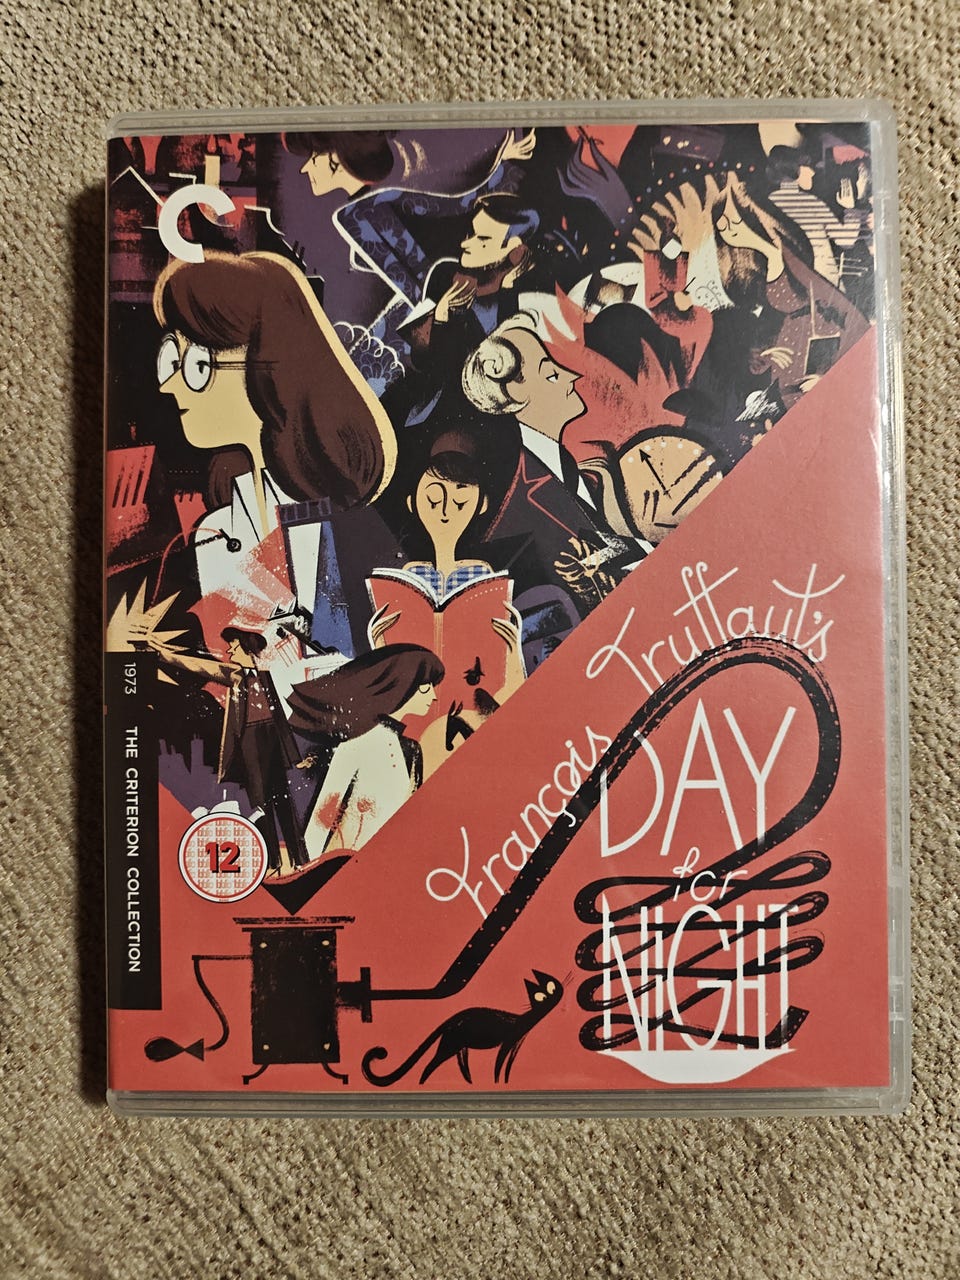 1973 THE CRITERION COLLECTION
François Truffaut's
DAY
for
NIGHT
12